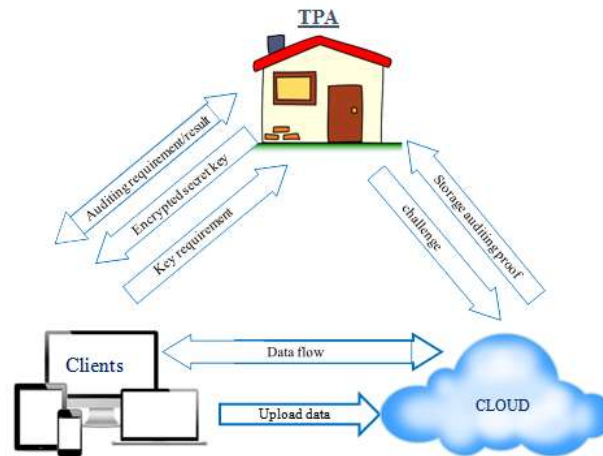 TPA
Auditing requirement/result
Encrypted secret key
Key requirement
Storage auditing proof
challenge
Clients
Data flow
CLOUD
Upload data